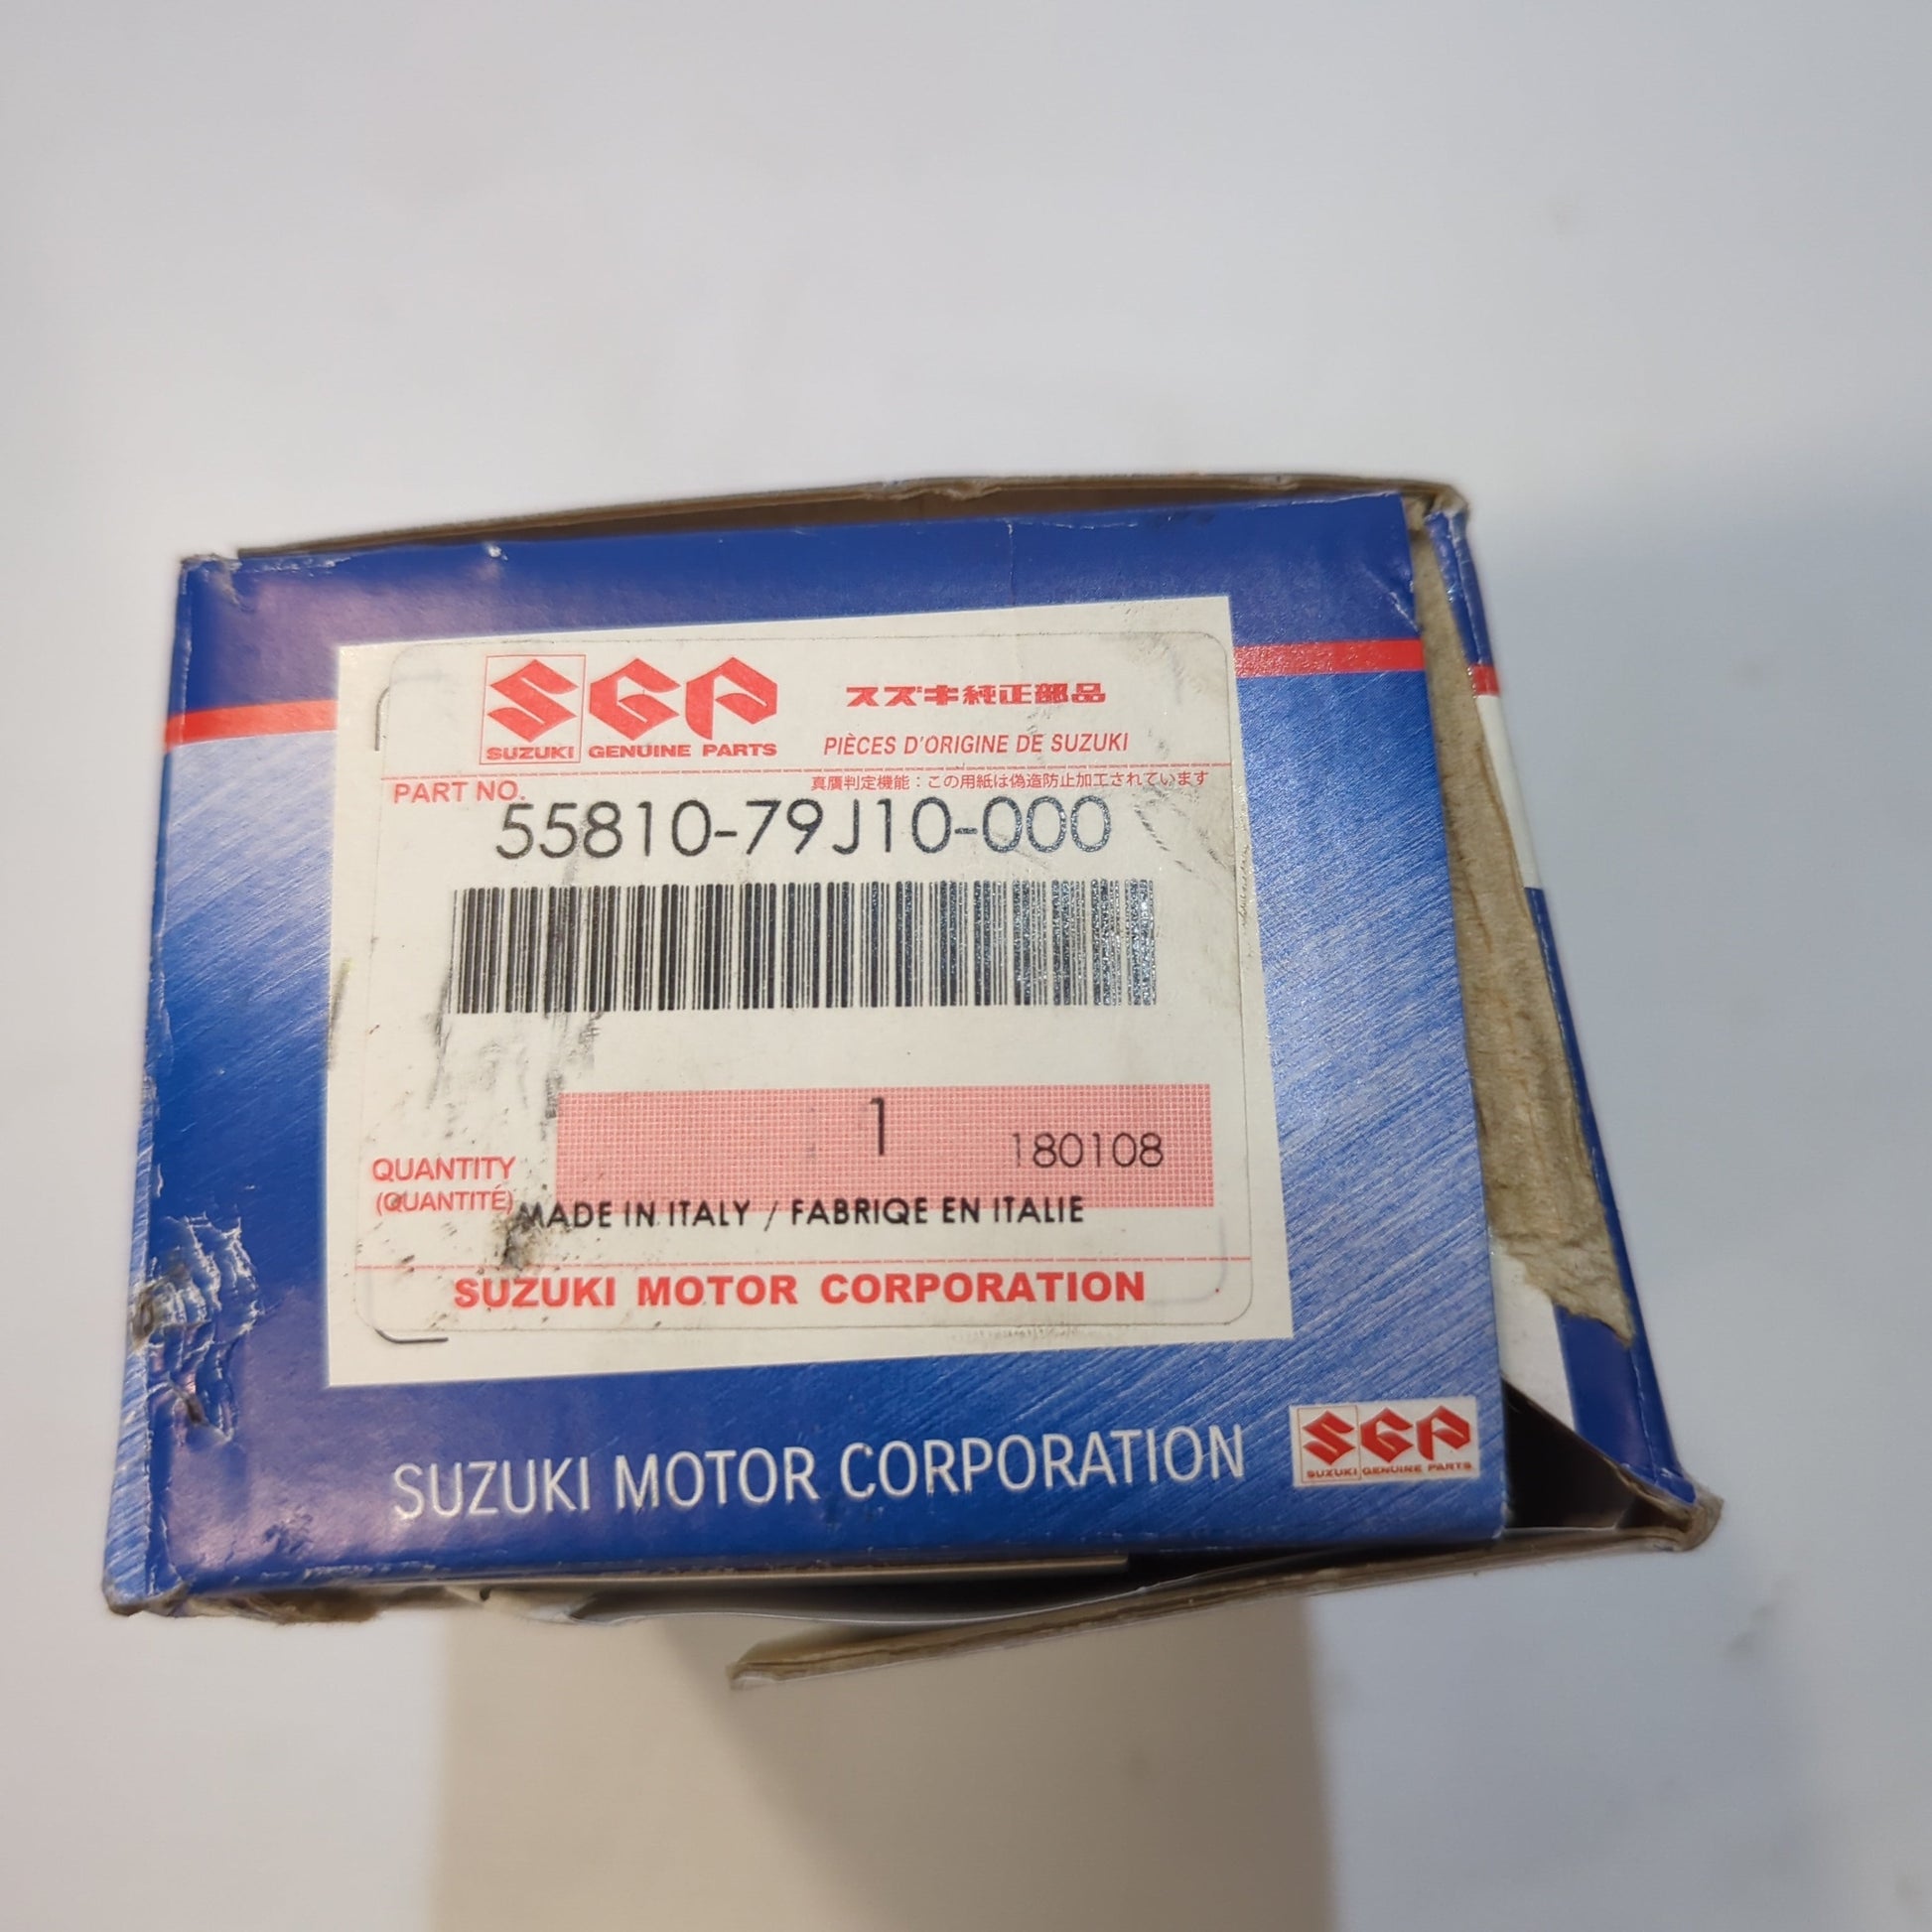 SUZUKI GENUINE PARTS
スズキ純正部品
PIÈCES D'ORIGINE DE SUZUKI
PART NO.
真贋判定機能：この用紙は偽造防止加工されています
55810-79J10-000
1
180108
QUANTITY
(QUANTITÉ)
MADE IN ITALY / FABRIQE EN ITALIE
SUZUKI MOTOR CORPORATION
SUZUKI MOTOR CORPORATION
SUZUKI GENUINE PARTS